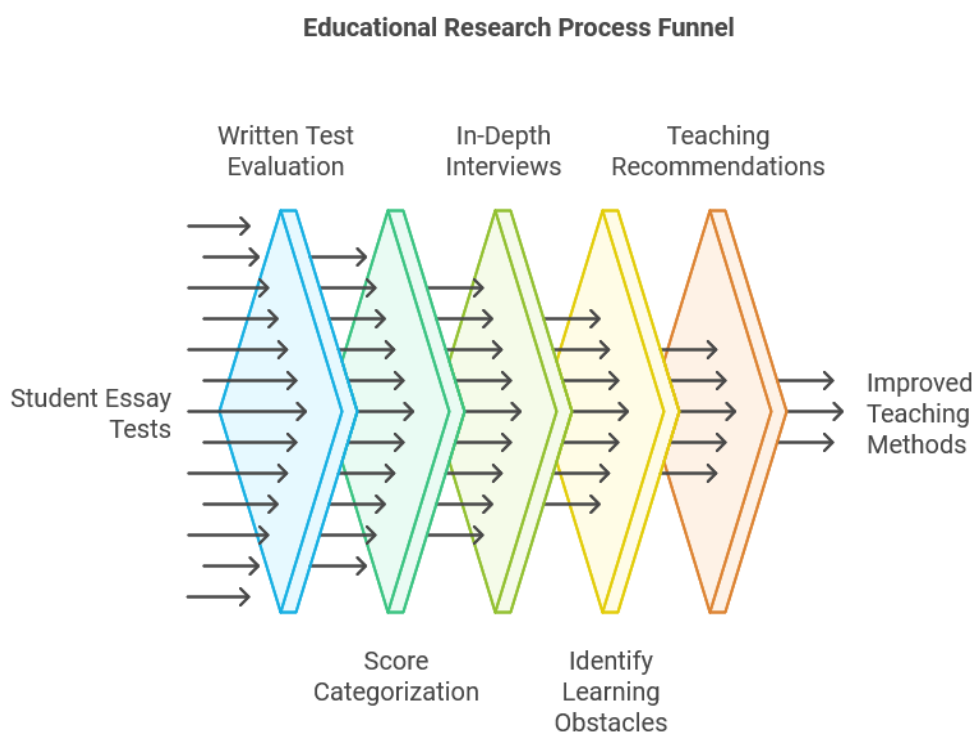 Educational Research Process Funnel
Written Test
Evaluation
In-Depth
Interviews
Teaching
Recommendations
Student Essay
Tests
Improved
Teaching
Methods
Score
Categorization
Identify
Learning
Obstacles